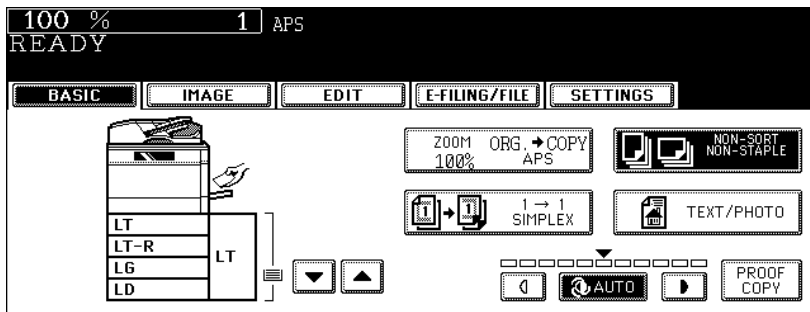 100 % 1 APS
READY
BASIC IMAGE EDIT E-FILING/FILE SETTINGS
ZOOM ORG. → COPY
100% APS
NON-SORT
NON-STAPLE
1 → 1
SIMPLEX
TEXT/PHOTO
LT
LT-R
LG
LD
LT
AUTO
PROOF
COPY